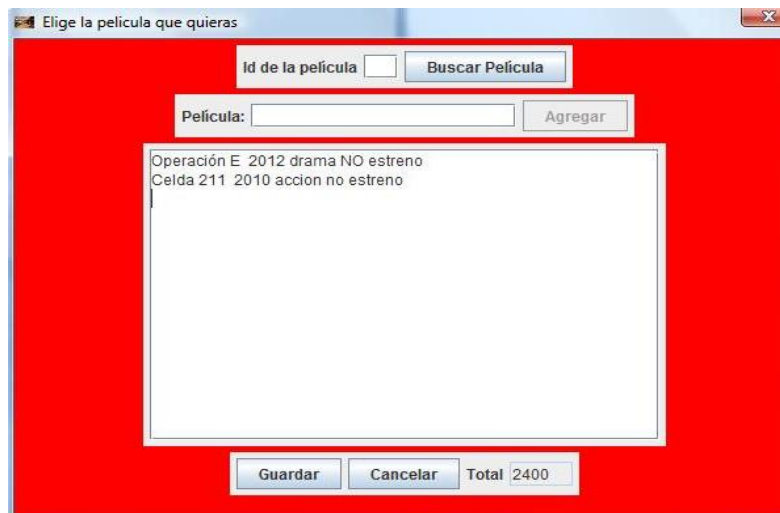 Elige la pelicula que quieras
Id de la película Buscar Película
Película: Agregar
Operación E 2012 drama NO estreno
Celda 211 2010 accion no estreno
Guardar Cancelar Total 2400